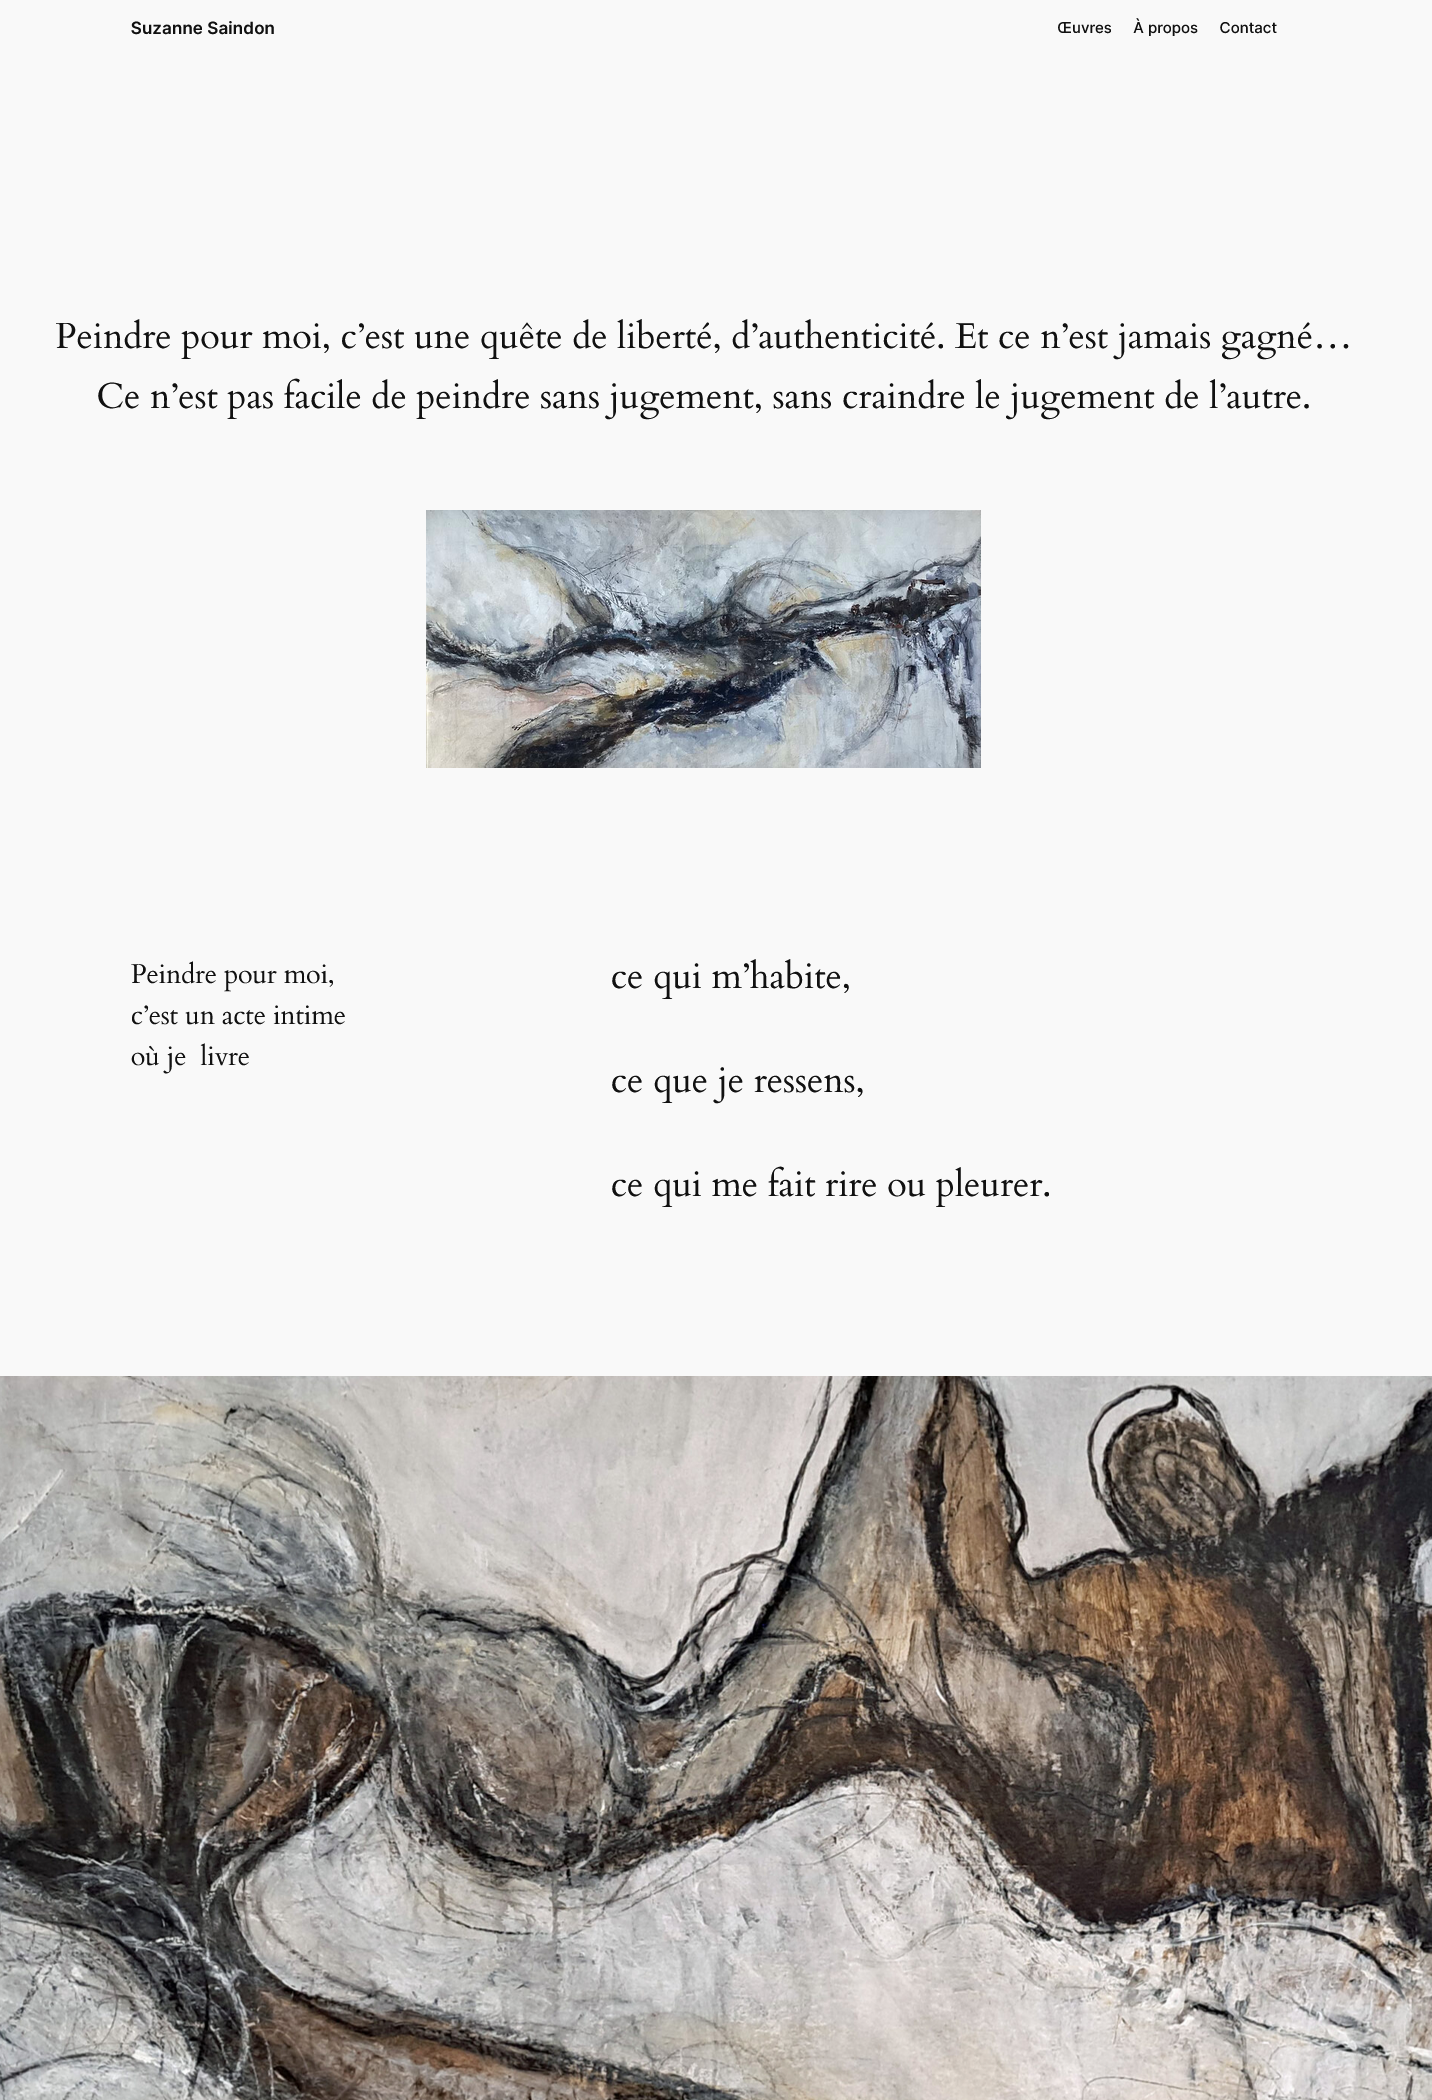 Suzanne Saindon
Œuvres À propos Contact
Peindre pour moi, c’est une quête de liberté, d’authenticité. Et ce n’est jamais gagné…
Ce n’est pas facile de peindre sans jugement, sans craindre le jugement de l’autre.
Peindre pour moi,
c’est un acte intime
où je  livre
ce qui m’habite,
ce que je ressens,
ce qui me fait rire ou pleurer.